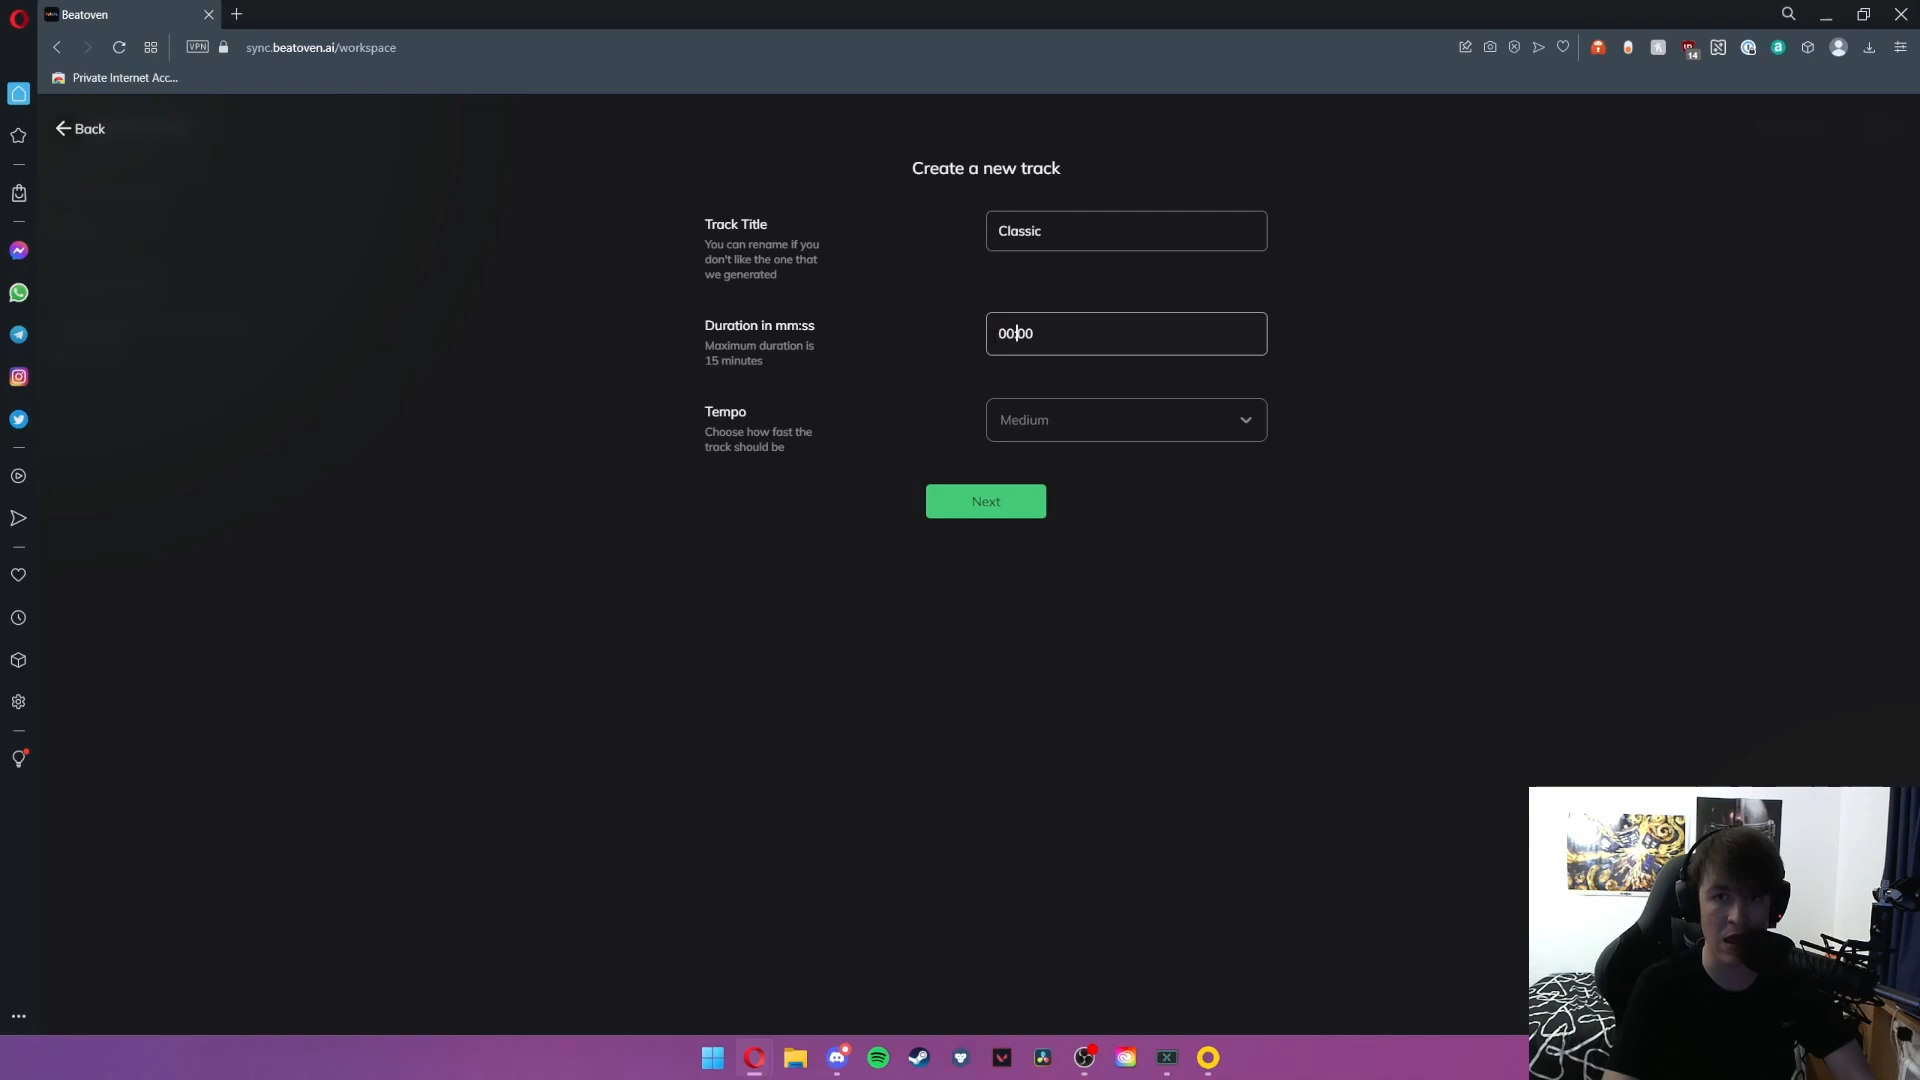 Beatoven
VPN
sync.beatoven.ai/workspace
14
Private Internet Acc...
Back
Create a new track
Track Title
You can rename if you
don't like the one that
we generated
Classic
Duration in mm:ss
Maximum duration is
15 minutes
00:00
Tempo
Choose how fast the
track should be
Medium
Next